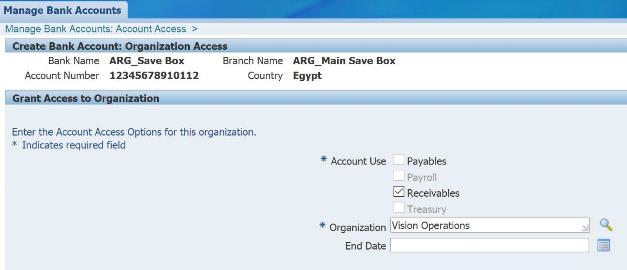 Manage Bank Accounts
Manage Bank Accounts: Account Access >
Create Bank Account: Organization Access
Bank Name ARG_Save Box Branch Name ARG_Main Save Box
Account Number 12345678910112 Country Egypt
Grant Access to Organization
Enter the Account Access Options for this organization.
* Indicates required field
* Account Use Payables
Payroll
Receivables
Treasury
* Organization Vision Operations
End Date